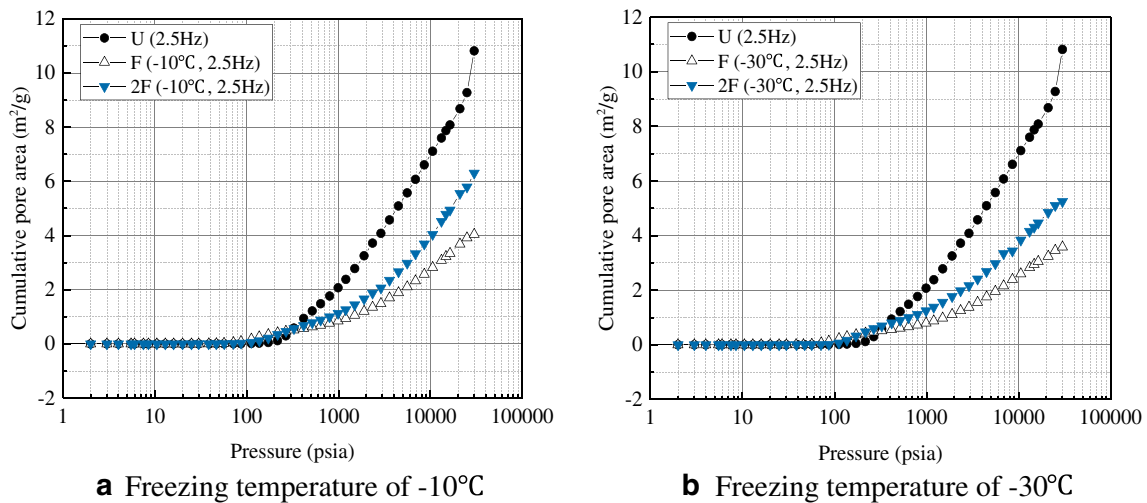 12
10
8
6
4
2
0
-2
Cumulative pore area (m²/g)
U (2.5Hz)
F (-10℃, 2.5Hz)
2F (-10℃, 2.5Hz)
1
10
100
1000
10000
100000
Pressure (psia)
a Freezing temperature of -10℃
12
10
8
6
4
2
0
-2
Cumulative pore area (m²/g)
U (2.5Hz)
F (-30℃, 2.5Hz)
2F (-30℃, 2.5Hz)
1
10
100
1000
10000
100000
Pressure (psia)
b Freezing temperature of -30℃